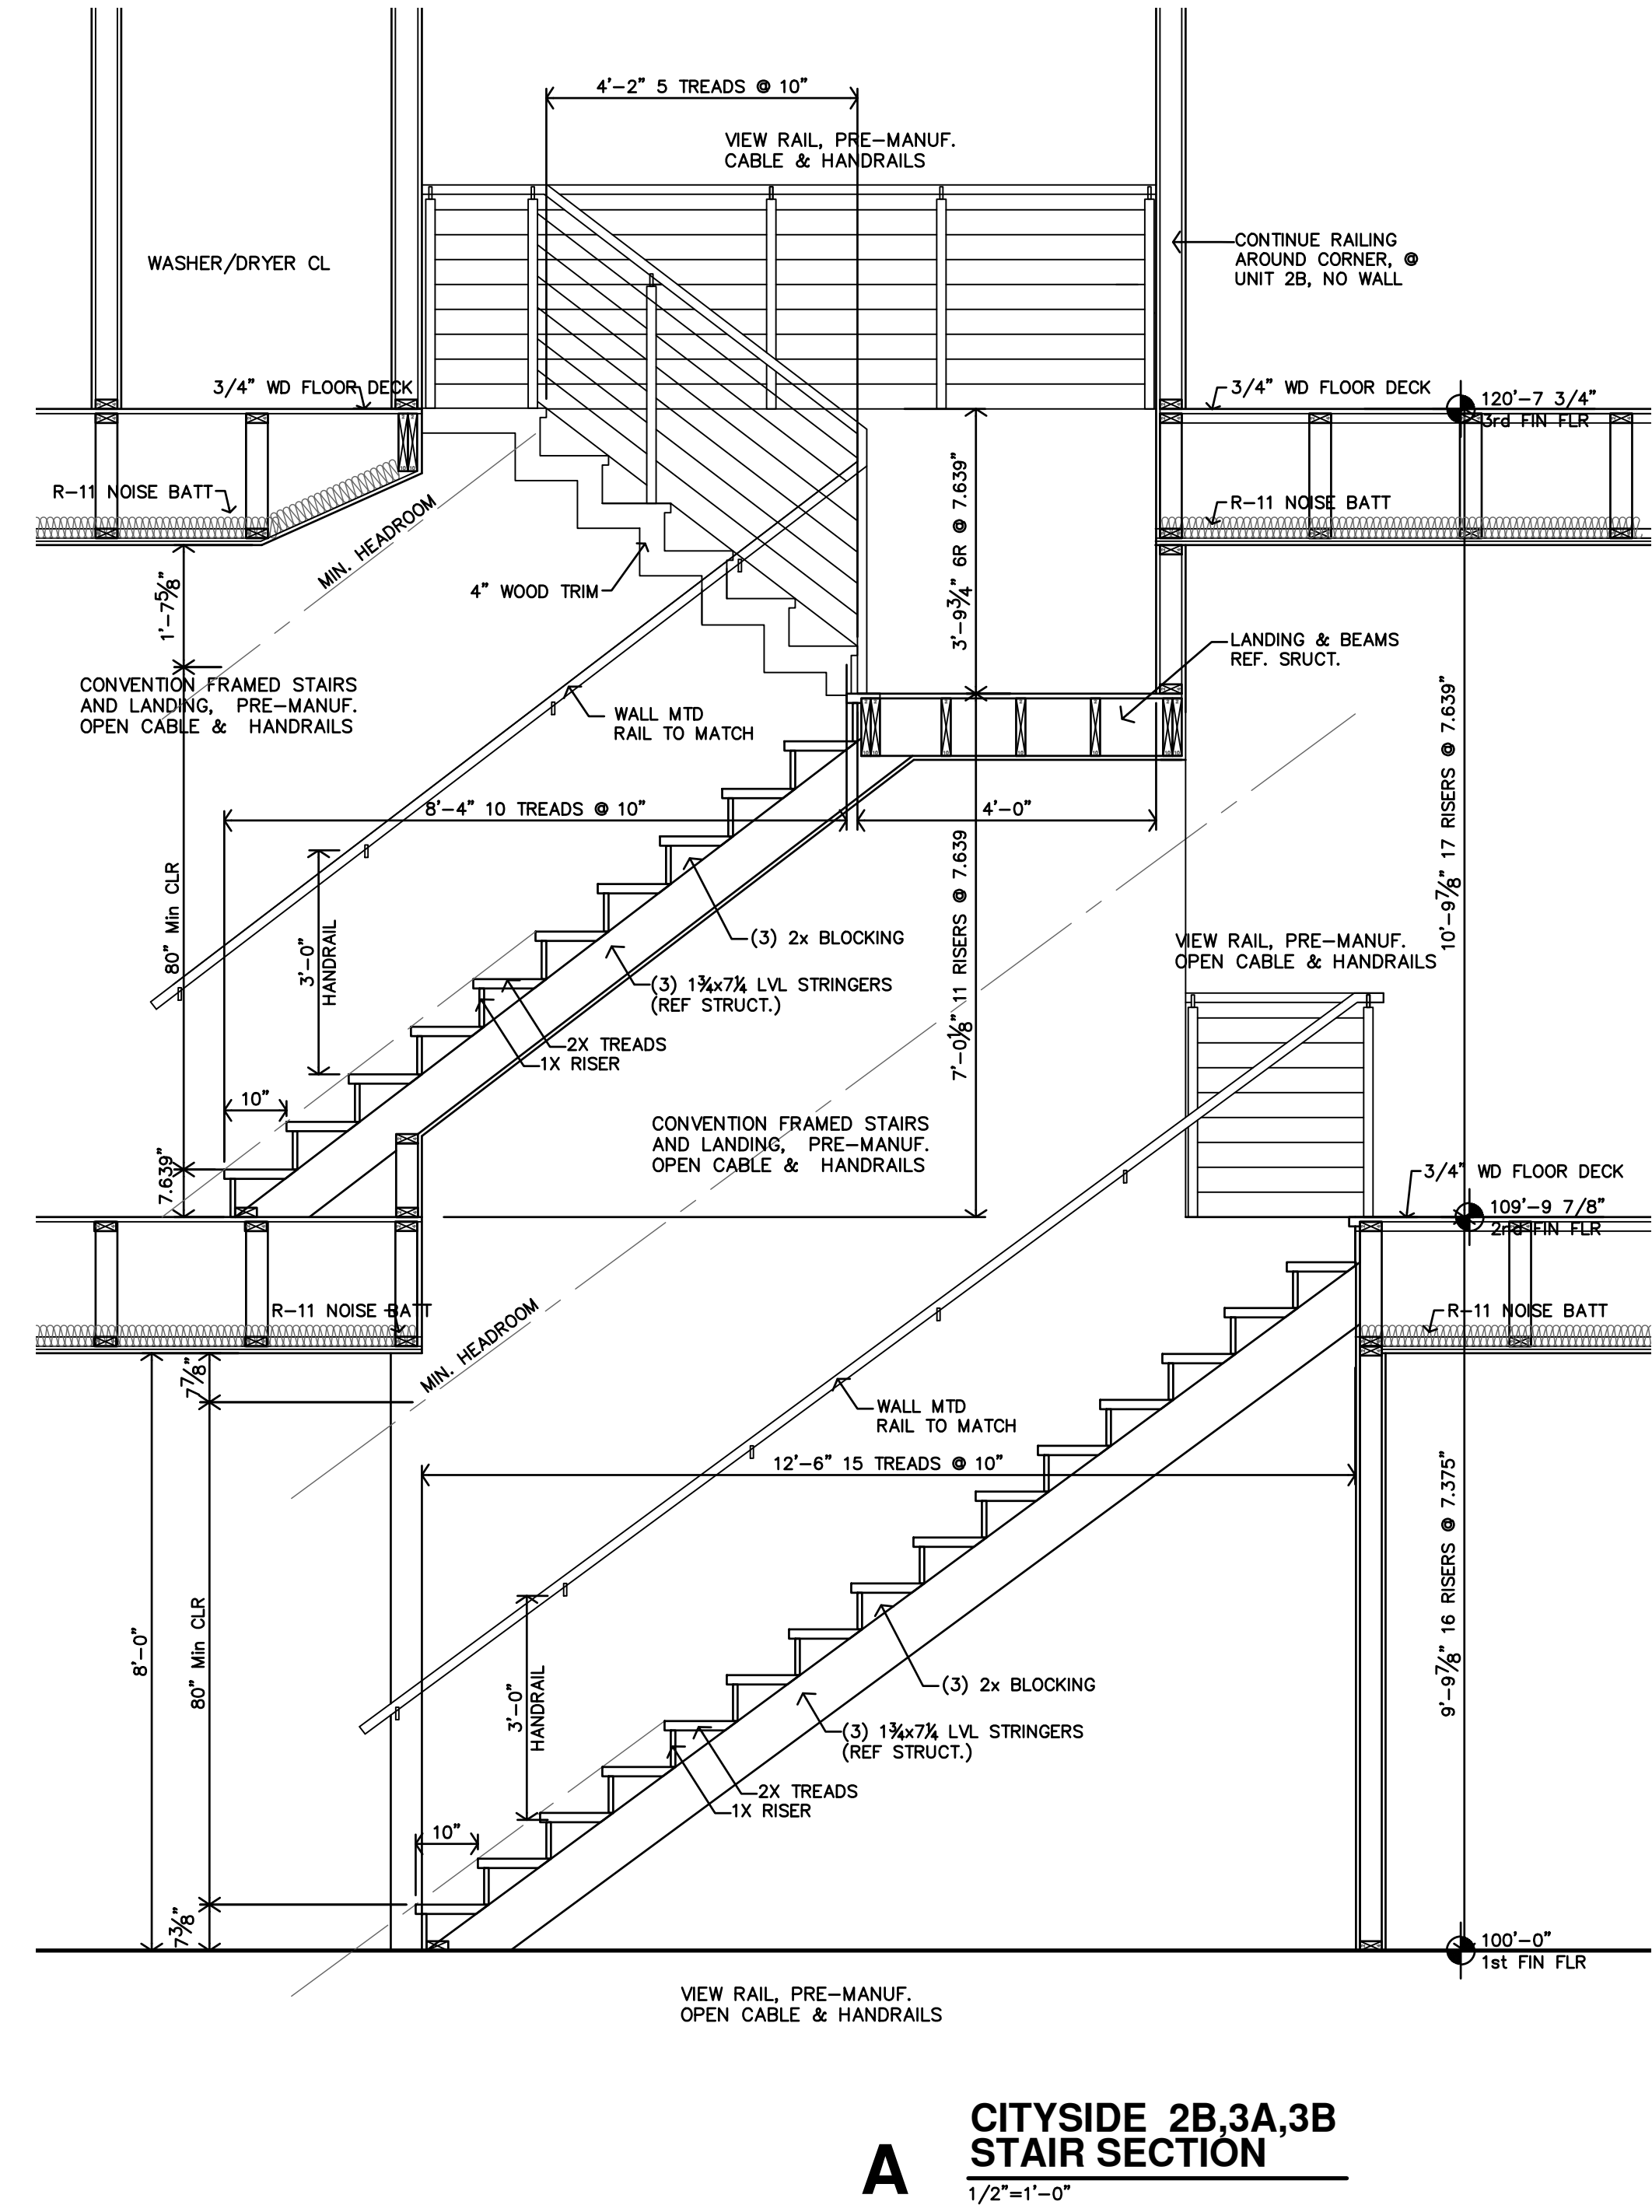 4'-2" 5 TREADS @ 10"
VIEW RAIL, PRE-MANUF.
CABLE & HANDRAILS
CONTINUE RAILING
AROUND CORNER, @
UNIT 2B, NO WALL
WASHER/DRYER CL
3/4" WD FLOOR DECK
3/4" WD FLOOR DECK
120'-7 3/4"
3rd FIN FLR
R-11 NOISE BATT
R-11 NOISE BATT
MIN. HEADROOM
3'-9¾" 6R @ 7.639"
1'-7⅝"
4" WOOD TRIM
LANDING & BEAMS
REF. SRUCT.
CONVENTION FRAMED STAIRS
AND LANDING, PRE-MANUF.
OPEN CABLE & HANDRAILS
WALL MTD
RAIL TO MATCH
10'-9⅞" 17 RISERS @ 7.639"
8'-4" 10 TREADS @ 10"
4'-0"
7'-0⅛" 11 RISERS @ 7.639
80" Min CLR
3'-0"
HANDRAIL
(3) 2x BLOCKING
VIEW RAIL, PRE-MANUF.
OPEN CABLE & HANDRAILS
(3) 1¾x7¼ LVL STRINGERS
(REF STRUCT.)
2X TREADS
1X RISER
10"
CONVENTION FRAMED STAIRS
AND LANDING, PRE-MANUF.
OPEN CABLE & HANDRAILS
7.639"
3/4" WD FLOOR DECK
109'-9 7/8"
2nd FIN FLR
R-11 NOISE BATT
R-11 NOISE BATT
MIN. HEADROOM
7⅞"
WALL MTD
RAIL TO MATCH
12'-6" 15 TREADS @ 10"
9'-9⅞" 16 RISERS @ 7.375"
8'-0"
80" Min CLR
3'-0"
HANDRAIL
(3) 2x BLOCKING
(3) 1¾x7¼ LVL STRINGERS
(REF STRUCT.)
2X TREADS
1X RISER
10"
7⅜"
100'-0"
1st FIN FLR
VIEW RAIL, PRE-MANUF.
OPEN CABLE & HANDRAILS
A
CITYSIDE 2B,3A,3B
STAIR SECTION
1/2"=1'-0"